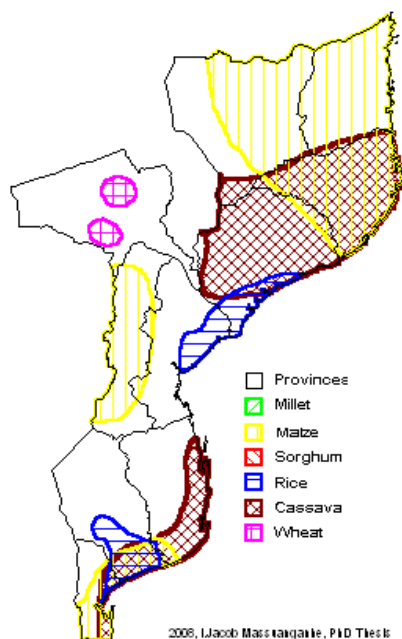 Provinces
Millet
Maize
Sorghum
Rice
Cassava
Wheat
2008, IJacob Massuanganhe, PhD Thesis